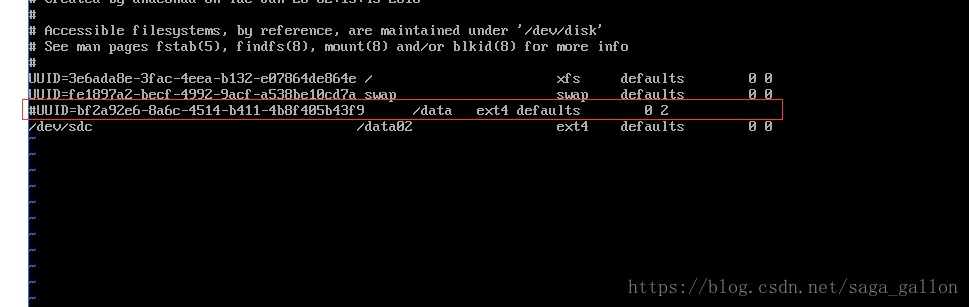 # Created by anaconda on Tue Jan 2
#
# Accessible filesystems, by reference, are maintained under '/dev/disk'
# See man pages fstab(5), findfs(8), mount(8) and/or blkid(8) for more info
#
UUID=3e6ada8e-3fac-4eea-b132-e07864de864e / xfs defaults 0 0
UUID=fe1897a2-becf-4992-9acf-a538be10cd7a swap swap defaults 0 0
#UUID=bf2a92e6-8a6c-4514-b411-4b8f405b43f9 /data ext4 defaults 0 2
/dev/sdc /data02 ext4 defaults 0 0
~
~
~
~
~
~
~
~
~
~
~
https://blog.csdn.net/saga_gallon